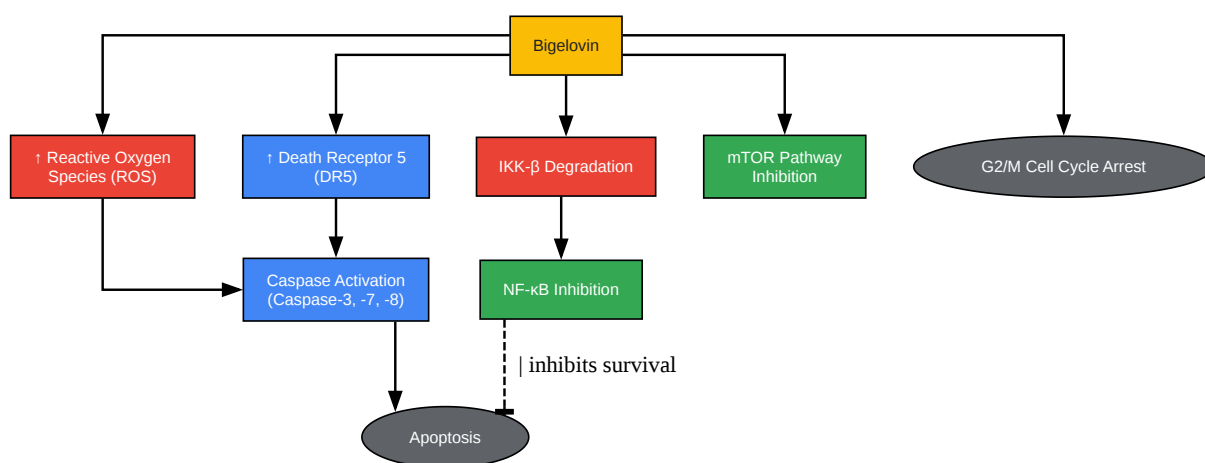 Bigelovin
↑ Reactive Oxygen
Species (ROS)
↑ Death Receptor 5
(DR5)
IKK-β Degradation
mTOR Pathway
Inhibition
G2/M Cell Cycle Arrest
Caspase Activation
(Caspase-3, -7, -8)
NF-κB Inhibition
| inhibits survival
Apoptosis